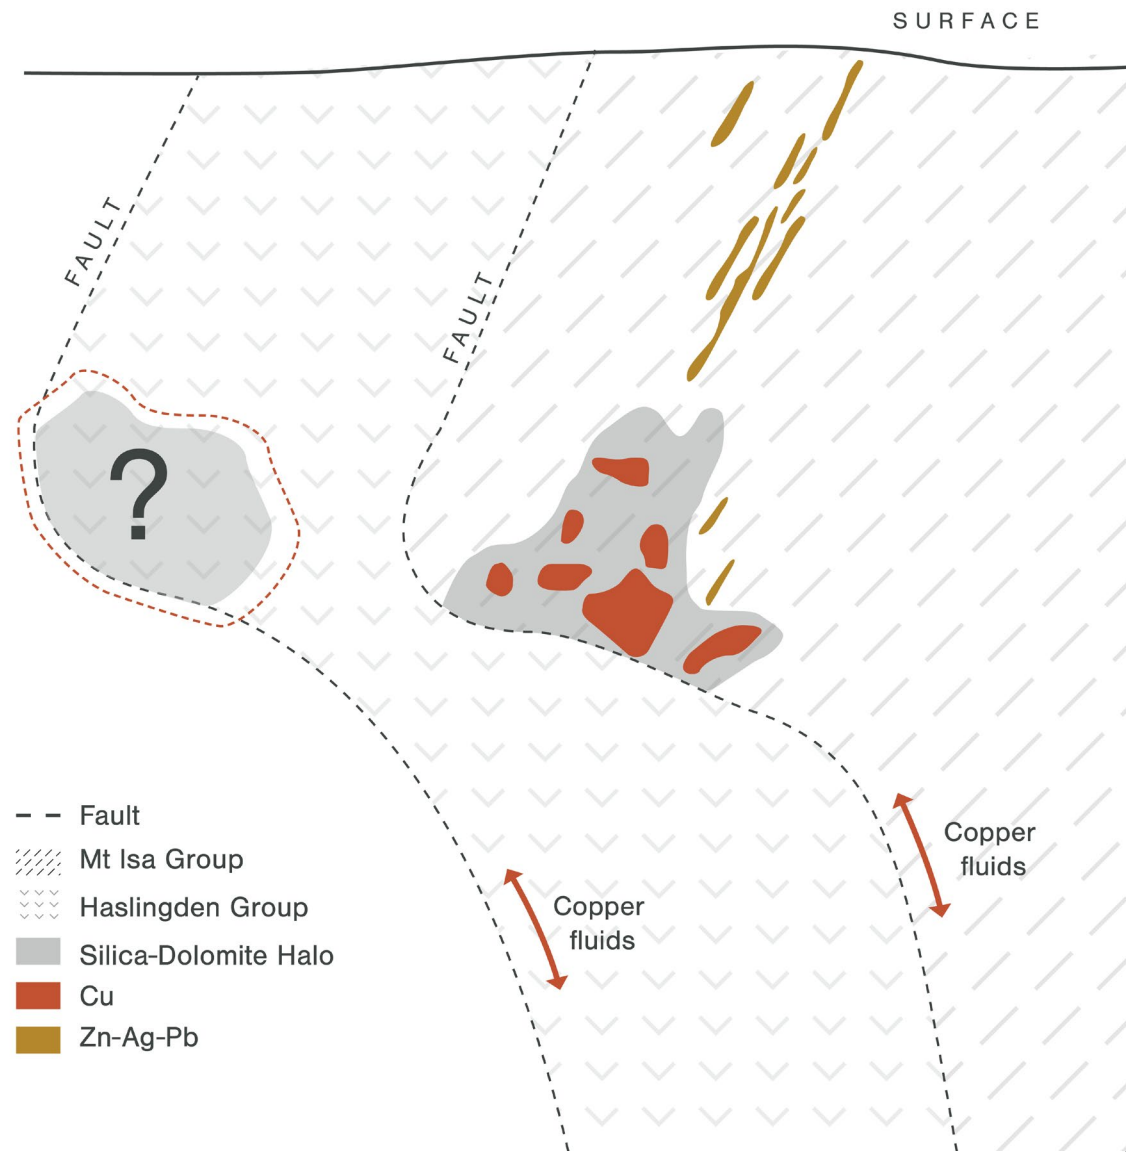 SURFACE
FAULT
FAULT
?
Copper
fluids
Copper
fluids
Fault
Mt Isa Group
Haslingden Group
Silica-Dolomite Halo
Cu
Zn-Ag-Pb